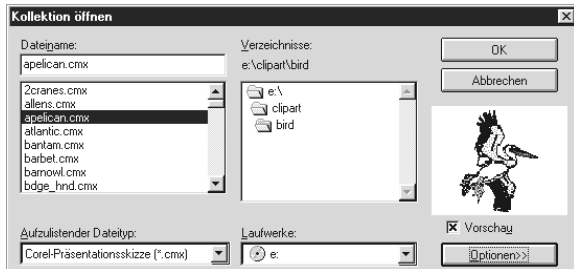 Kollektion öffnen
Dateiname:
apelican.cmx
2cranes.cmx
allens.cmx
apelican.cmx
atlantic.cmx
bantam.cmx
barbet.cmx
barnowl.cmx
bdge_hnd.cmx
Aufzulistender Dateityp:
Corel-Präsentationsskizze (*.cmx)
Verzeichnisse:
e:\clipart\bird
e:\
clipart
bird
Laufwerke:
e:
OK
Abbrechen
Vorschau
Optionen>>